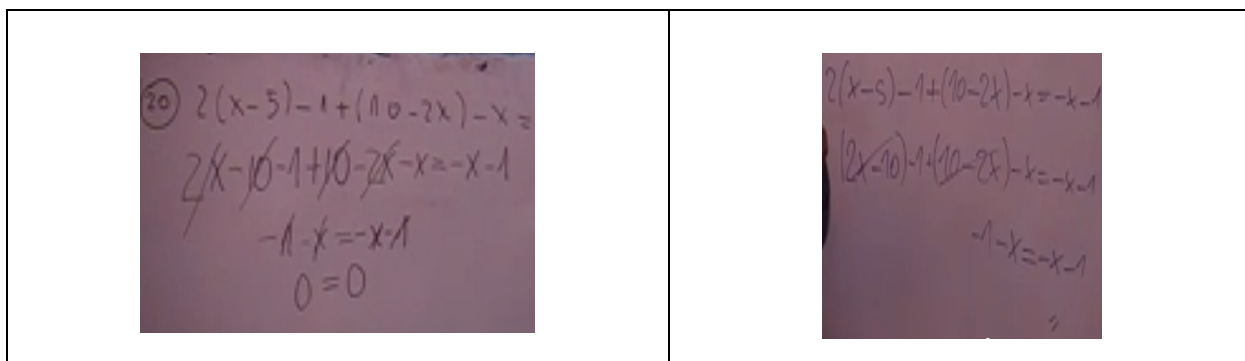 20 2(x-5)-1+(10-2x)-x=
2x-10-1+10-2x-x=-x-1
-1-x=-x-1
0=0
2(x-5)-1+(10-2x)-x=-x-1
(2x-10)-1+(10-2x)-x=-x-1
-1-x=-x-1